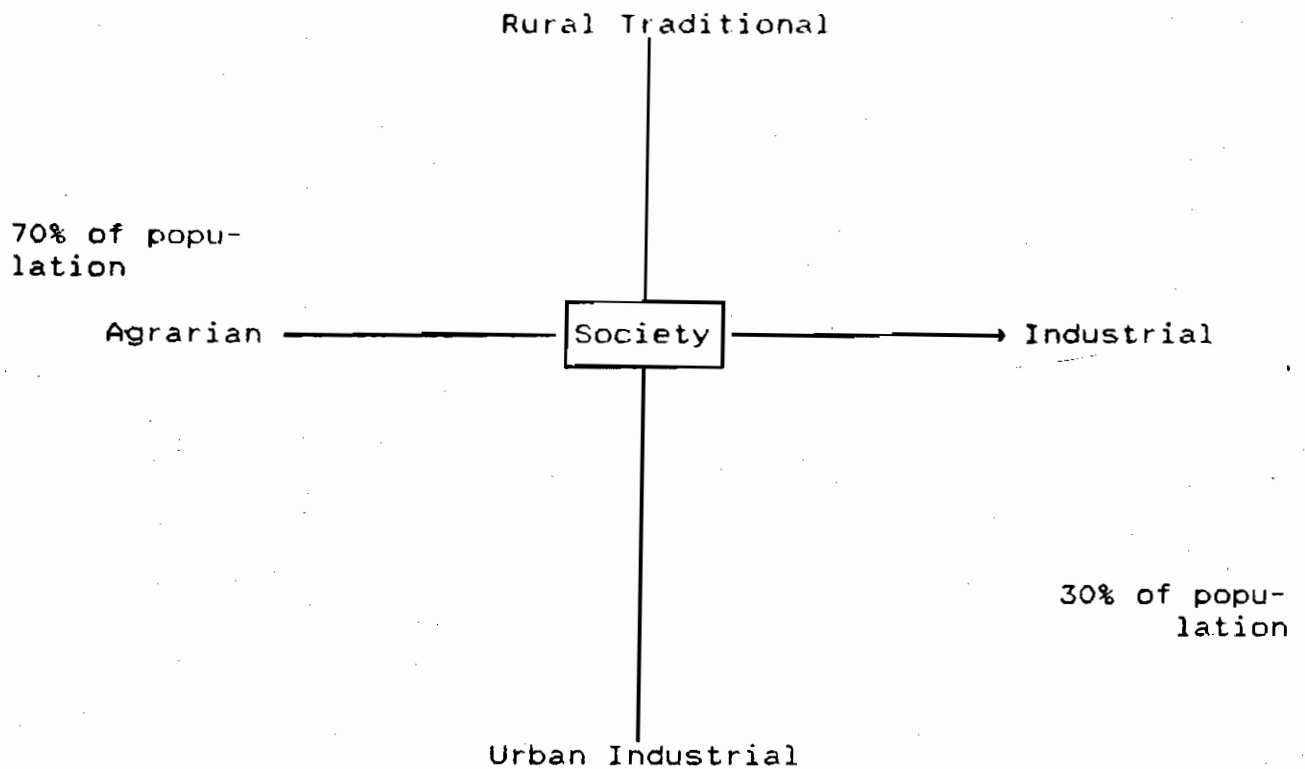 Rural Traditional
70% of popu-
lation
Agrarian
Society
Industrial
30% of popu-
lation
Urban Industrial